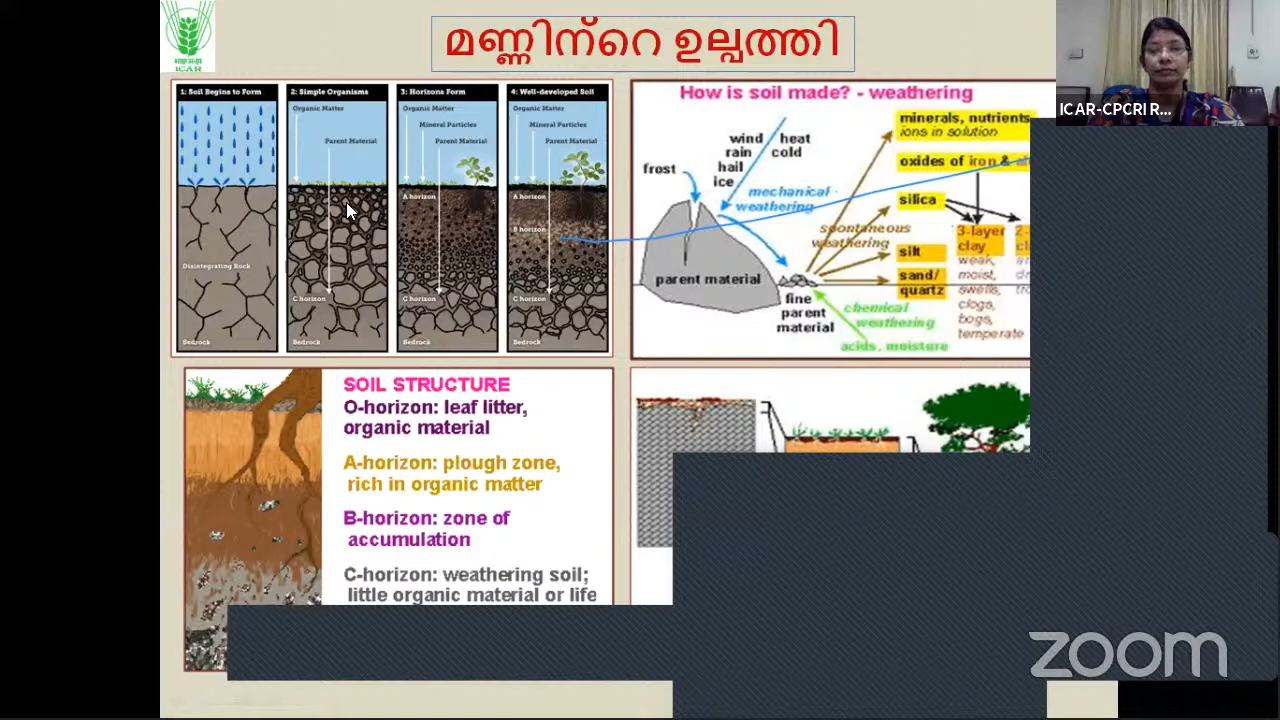 മണ്ണിന്റെ ഉല്പത്തി
ICAR
ICAR-CPCRI R...
1: Soil Begins to Form
Disintegrating Rock
Bedrock
2: Simple Organisms
Organic Matter
Parent Material
C horizon
Bedrock
3: Horizons Form
Organic Matter
Mineral Particles
Parent Material
A horizon
C horizon
Bedrock
4: Well-developed Soil
Organic Matter
Mineral Particles
Parent Material
A horizon
B horizon
C horizon
Bedrock
How is soil made? - weathering
frost
wind heat
rain cold
hail
ice
mechanical
weathering
parent material
fine
parent
material
spontaneous
weathering
chemical
weathering
acids, moisture
minerals, nutrients
ions in solution
oxides of iron &
silica
silt
sand/
quartz
3-layer
clay
weak,
moist,
swells,
clogs,
bogs,
temperate
SOIL STRUCTURE
O-horizon: leaf litter,
organic material
A-horizon: plough zone,
rich in organic matter
B-horizon: zone of
accumulation
C-horizon: weathering soil;
little organic material or life
zoom